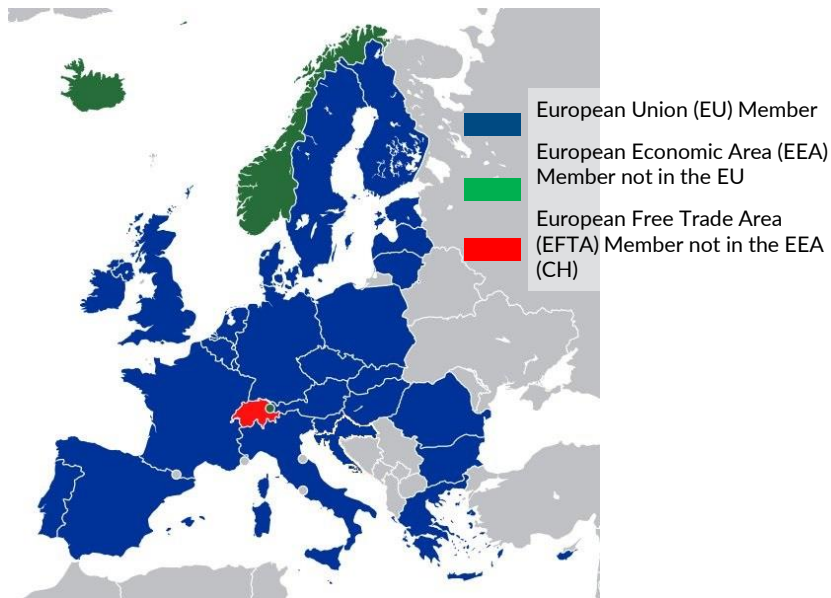 European Union (EU) Member
European Economic Area (EEA)
Member not in the EU
European Free Trade Area
(EFTA) Member not in the EEA
(CH)